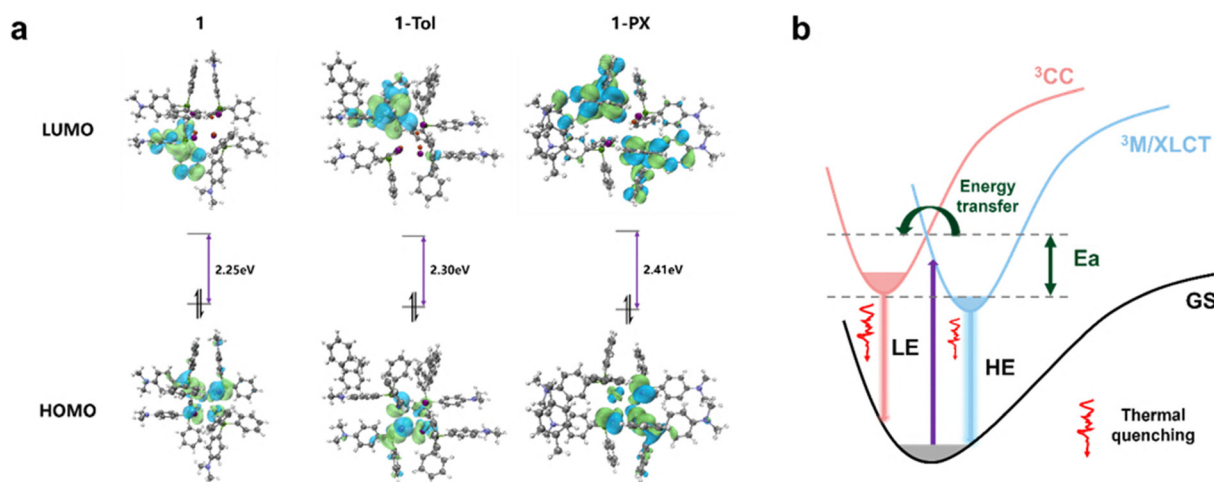 a
1
1-Tol
1-PX
LUMO
2.25eV
2.30eV
2.41eV
HOMO
b
³CC
³M/XLCT
Energy
transfer
Ea
GS
LE
HE
Thermal
quenching